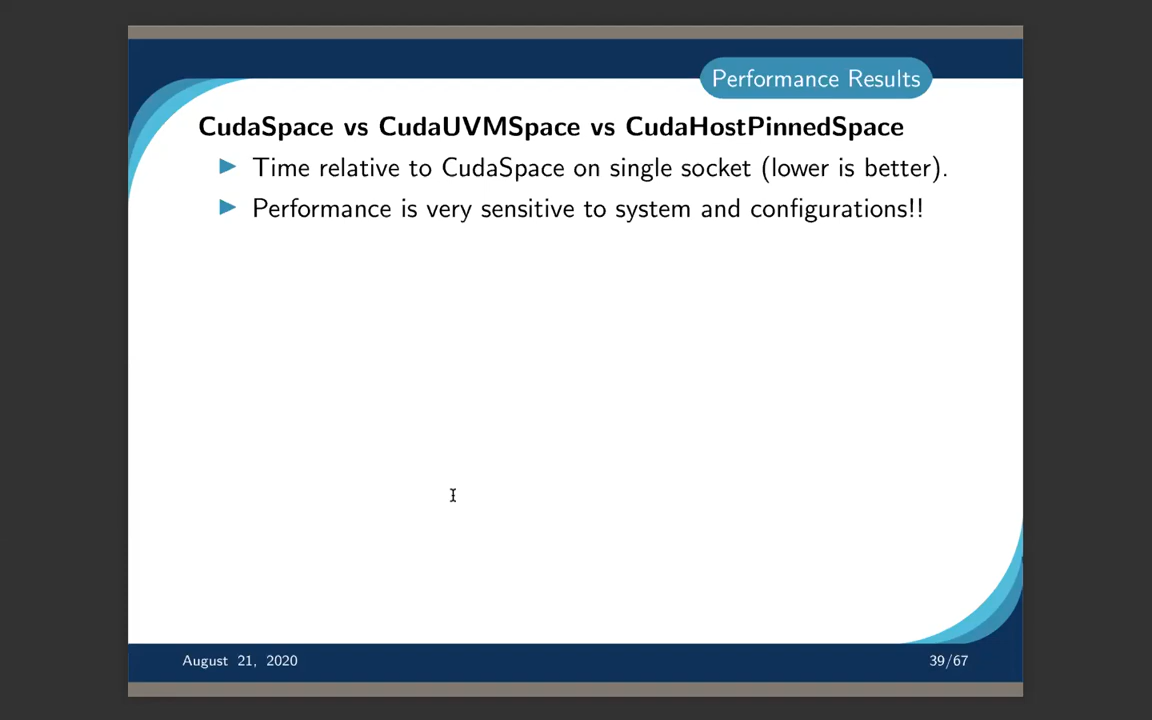 Performance Results
CudaSpace vs CudaUVMSpace vs CudaHostPinnedSpace
Time relative to CudaSpace on single socket (lower is better).
Performance is very sensitive to system and configurations!!
August 21, 2020
39/67